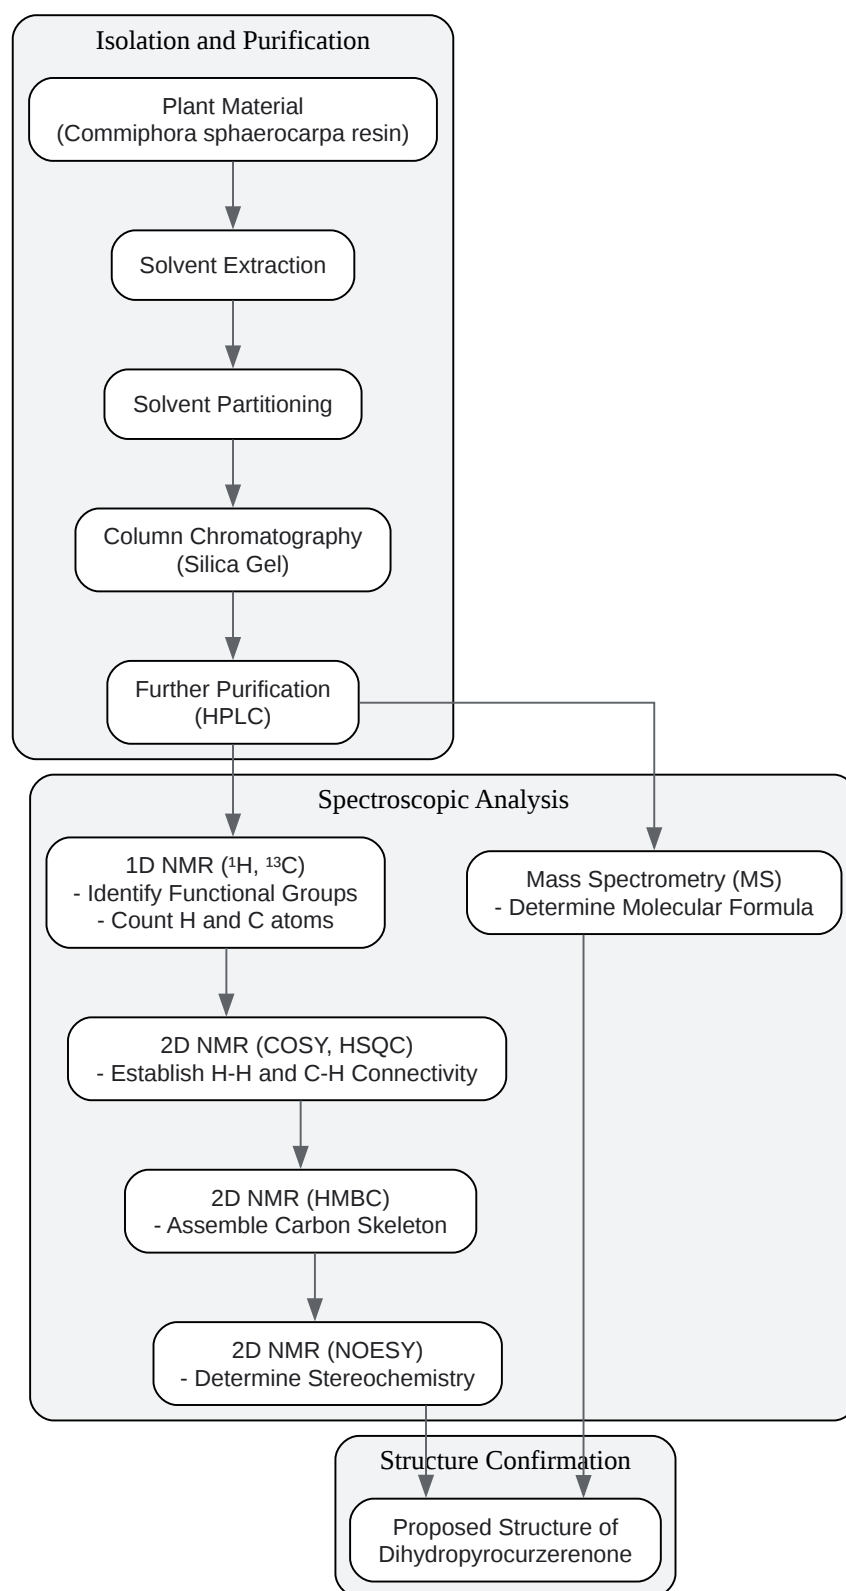 Isolation and Purification
Plant Material
(Commiphora sphaerocarpa resin)
Solvent Extraction
Solvent Partitioning
Column Chromatography
(Silica Gel)
Further Purification
(HPLC)
Spectroscopic Analysis
1D NMR (¹H, ¹³C)
- Identify Functional Groups
- Count H and C atoms
Mass Spectrometry (MS)
- Determine Molecular Formula
2D NMR (COSY, HSQC)
- Establish H-H and C-H Connectivity
2D NMR (HMBC)
- Assemble Carbon Skeleton
2D NMR (NOESY)
- Determine Stereochemistry
Structure Confirmation
Proposed Structure of
Dihydropyrocurzerenone